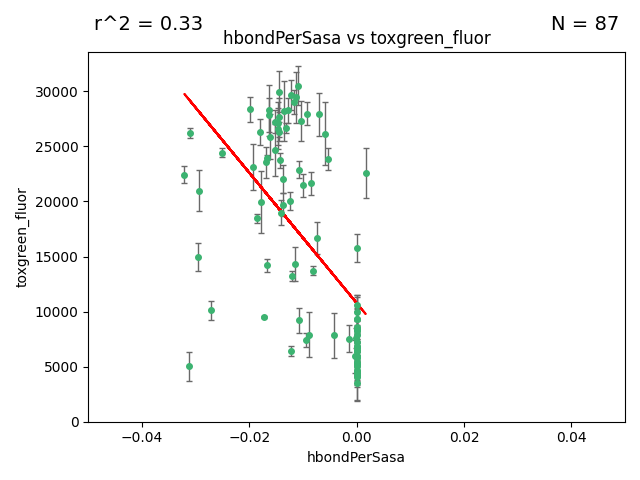 r^2 = 0.33
N = 87
hbondPerSasa vs toxgreen_fluor
30000
25000
20000
15000
10000
5000
0
toxgreen_fluor
−0.04
−0.02
0.00
0.02
0.04
hbondPerSasa